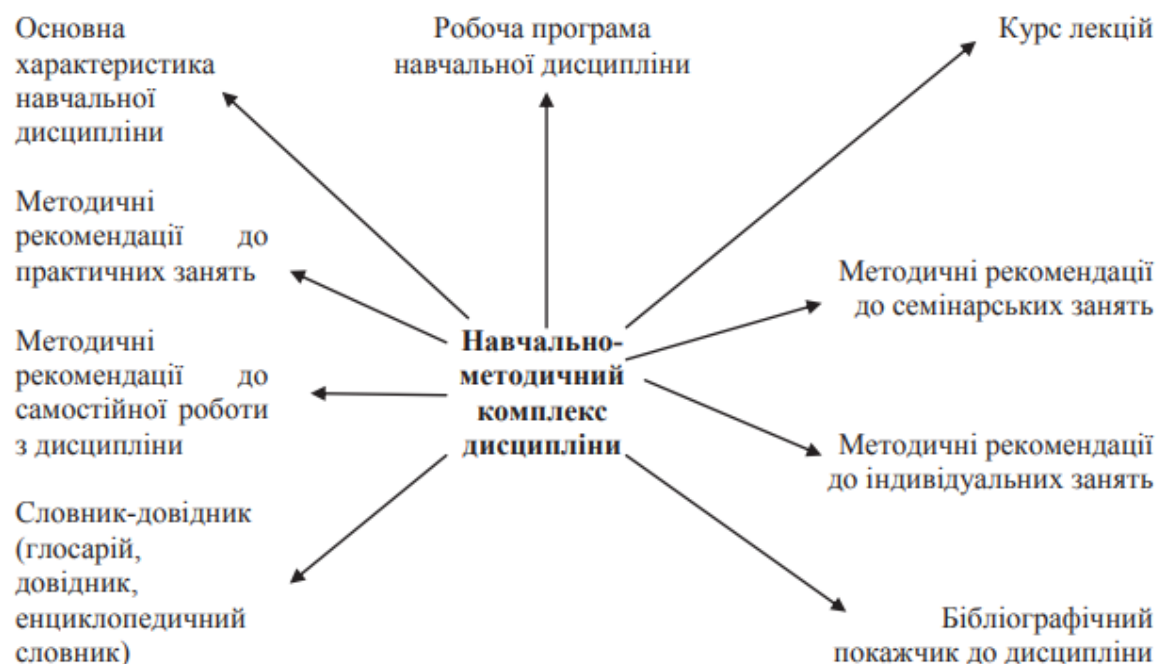 Основна
характеристика
навчальної
дисципліни
Робоча програма
навчальної дисципліни
Курс лекцій
Методичні
рекомендації до
практичних занять
Методичні рекомендації
до семінарських занять
Навчально-
методичний
комплекс
дисципліни
Методичні
рекомендації до
самостійної роботи
з дисципліни
Методичні рекомендації
до індивідуальних занять
Словник-довідник
(глосарій,
довідник,
енциклопедичний
словник)
Бібліографічний
покажчик до дисципліни